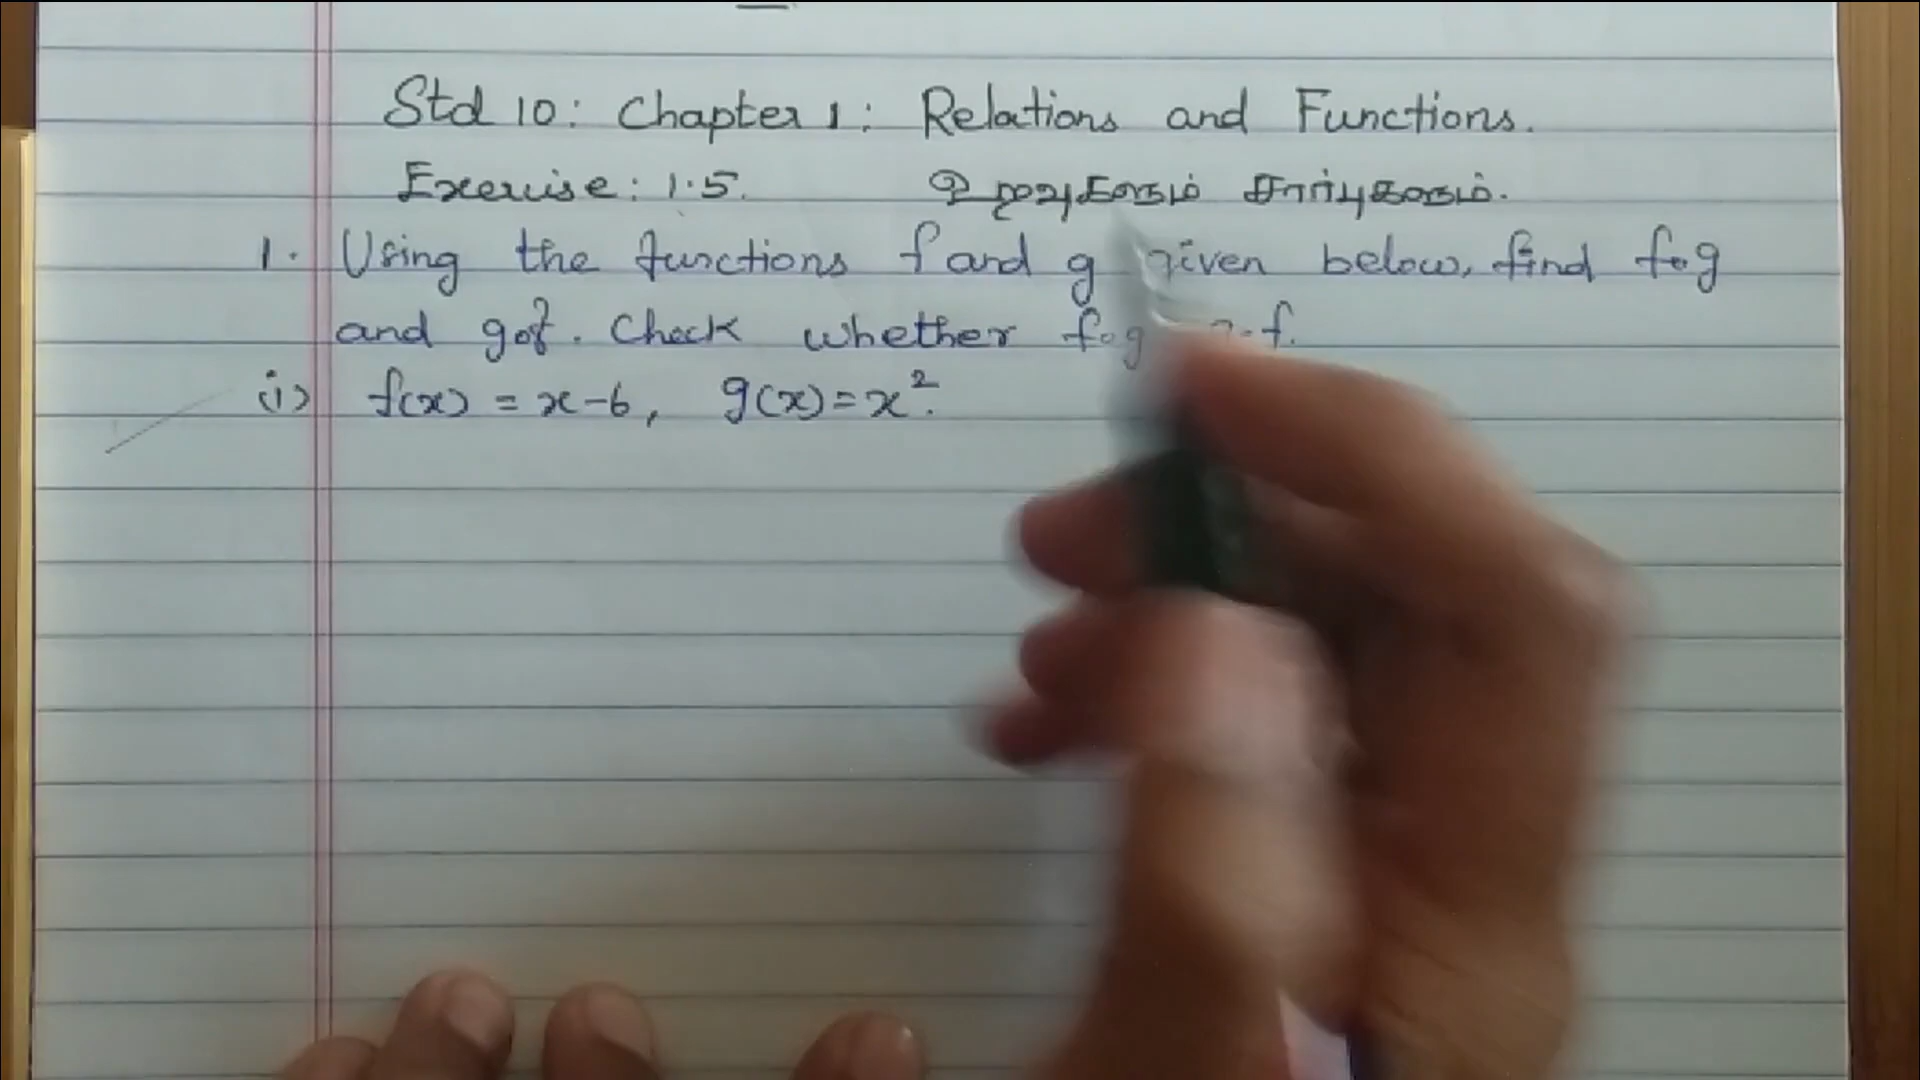 Std 10: Chapter 1: Relations and Functions.
Exercise: 1.5. உறவுகளும் சார்புகளும்.
1. Using the functions f and g given below, find fog
and gof. Check whether fog f.
(i) f(x) = x-6, g(x)=x².